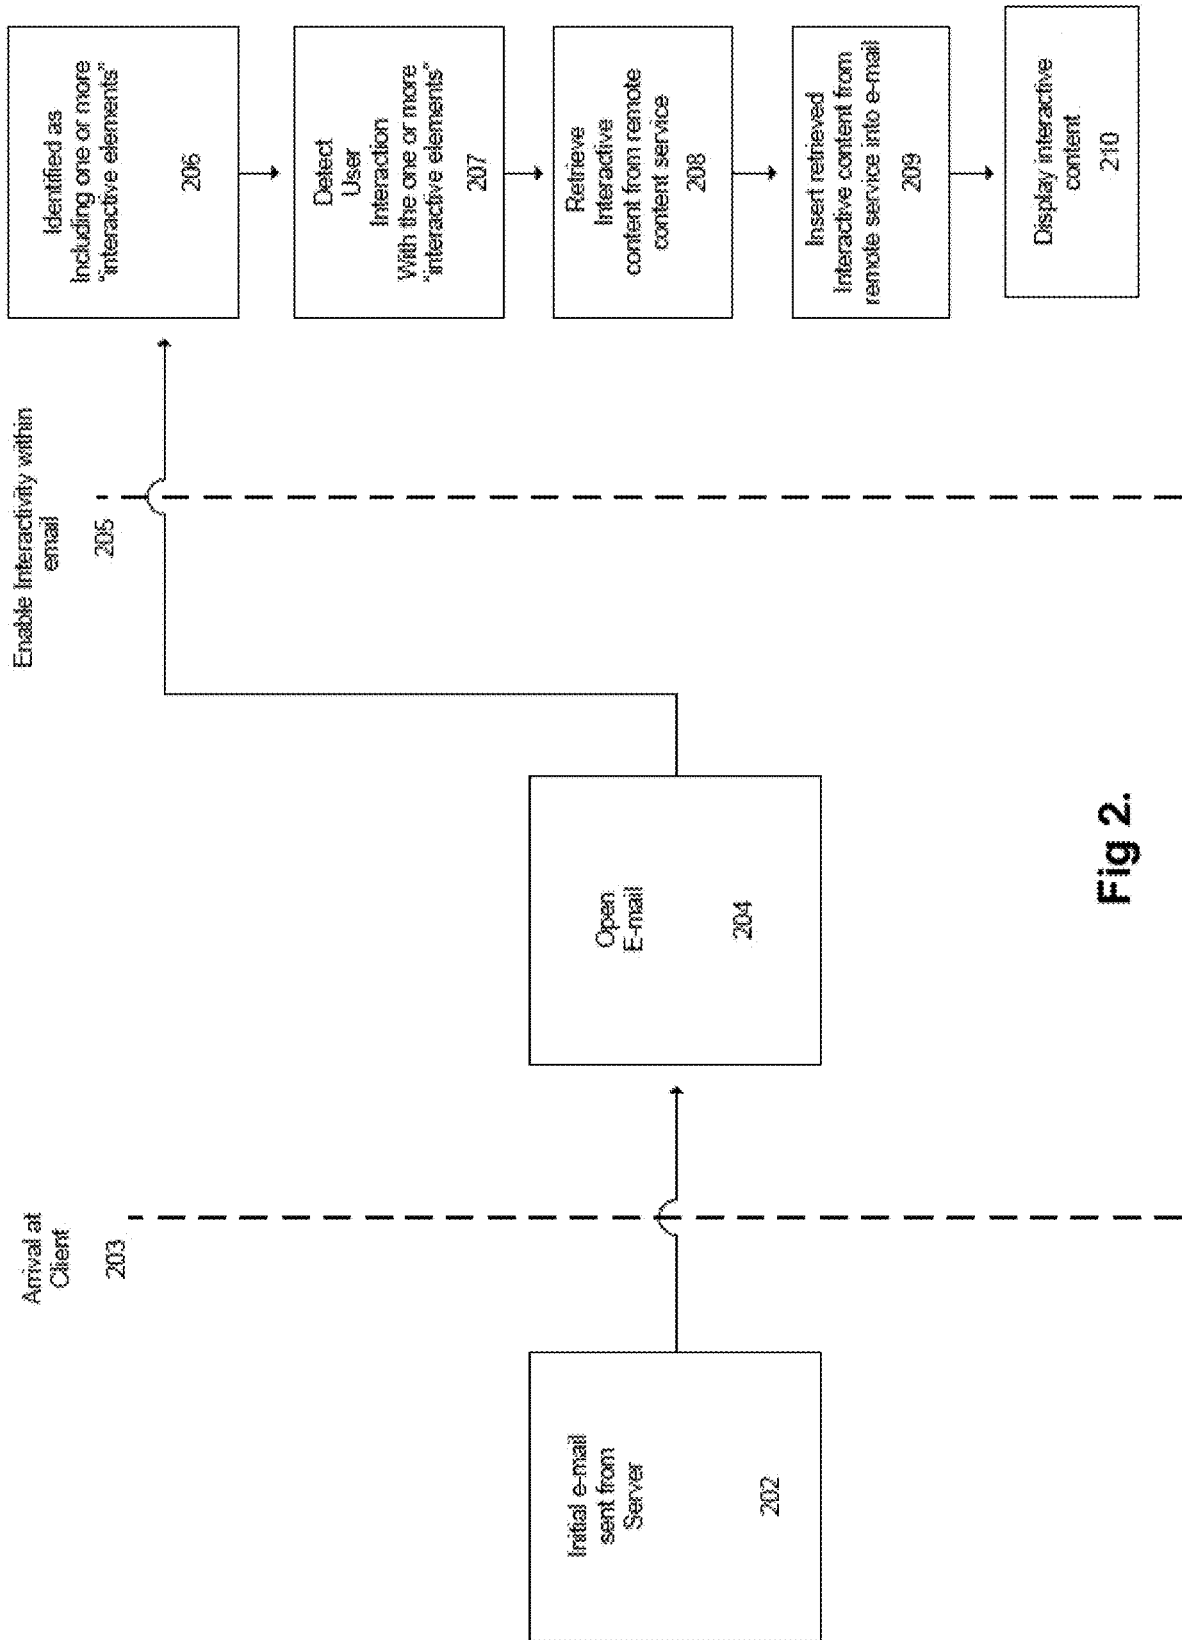 Arrival at
Client
203
Enable Interactivity within
email
205
Initial e-mail
sent from
Server
202
Open
E-mail
204
Identified as
Including one or more
"interactive elements"
206
Detect
User
Interaction
With the one or more
"interactive elements"
207
Retrieve
Interactive
content from remote
content service
208
Insert retrieved
Interactive content from
remote service into e-mail
209
Display interactive
content
210
Fig 2.